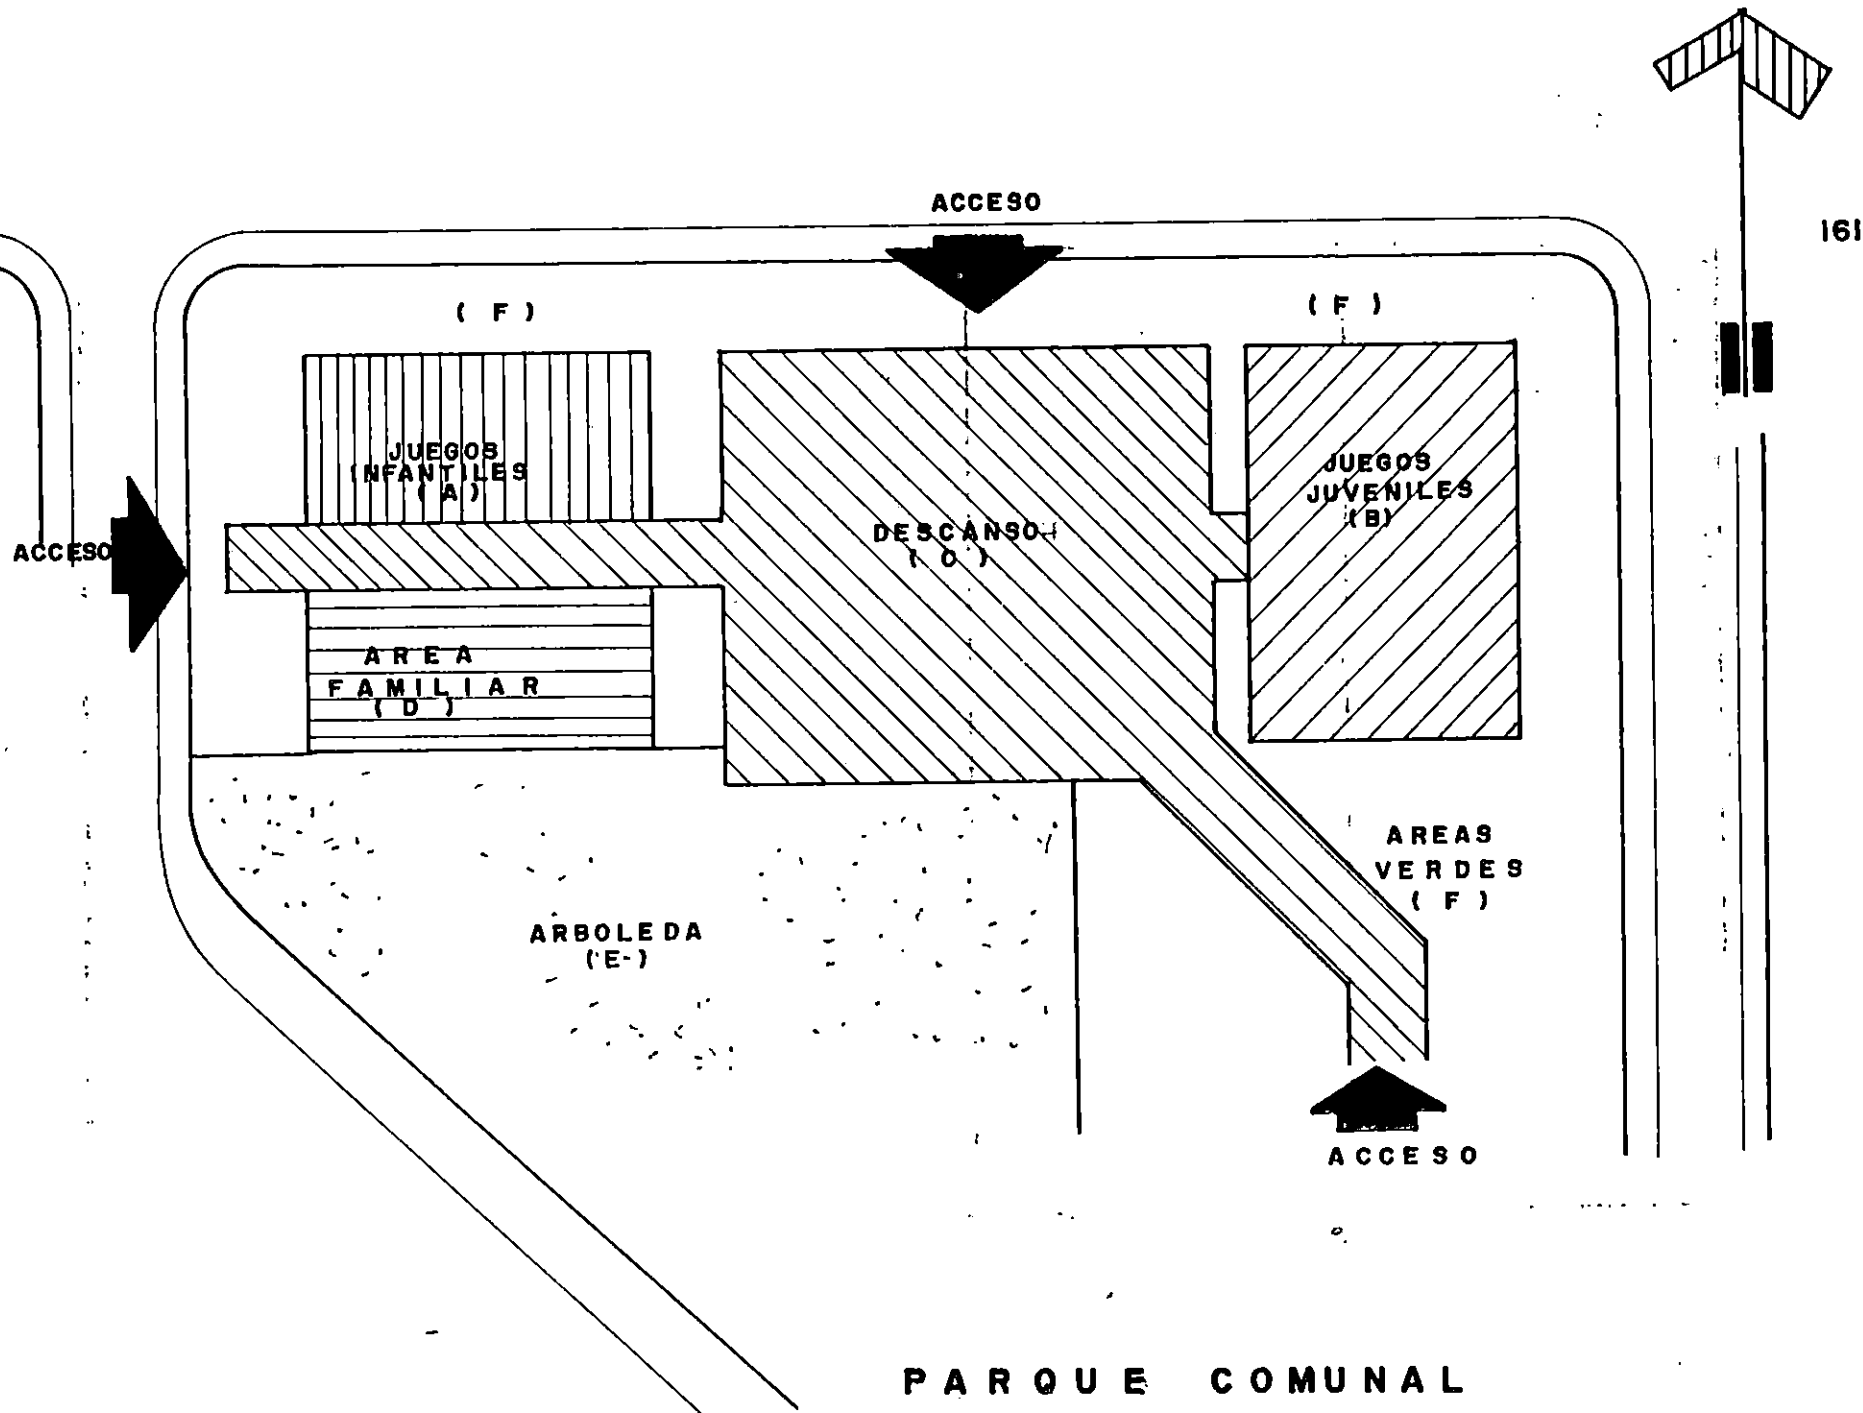 ACCESO
161
( F )
( F )
JUEGOS
INFANTILES
( A )
JUEGOS
JUVENILES
(B)
DESCANSO
( O )
ACCESO
AREA
FAMILIAR
( D )
AREAS
VERDES
( F )
ARBOLEDA
( E )
ACCESO
PARQUE COMUNAL